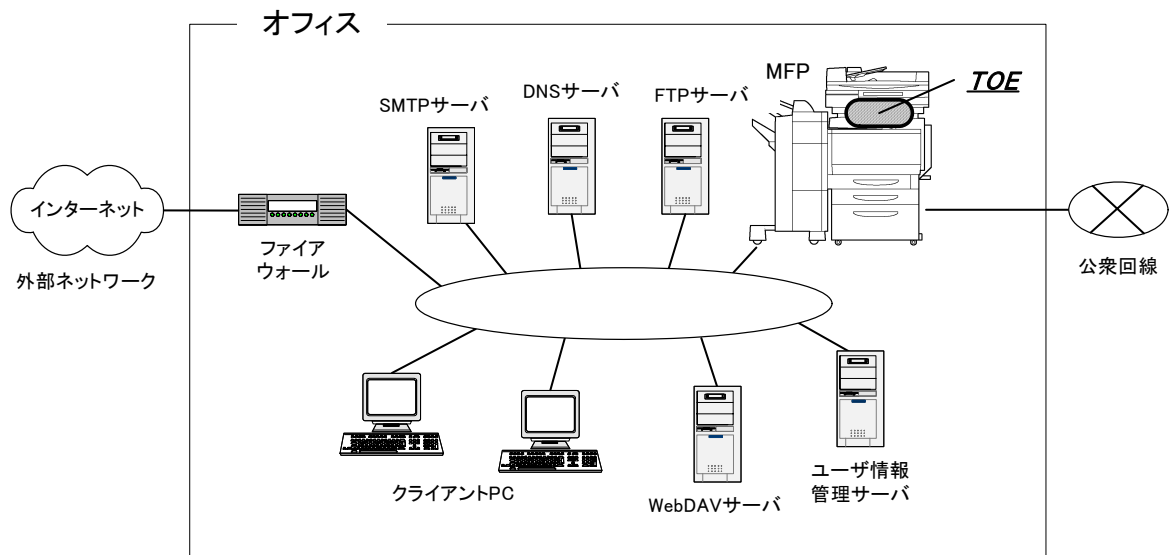 オフィス
MFP
TOE
SMTPサーバ
DNSサーバ
FTPサーバ
インターネット
外部ネットワーク
ファイア
ウォール
公衆回線
クライアントPC
WebDAVサーバ
ユーザ情報
管理サーバ